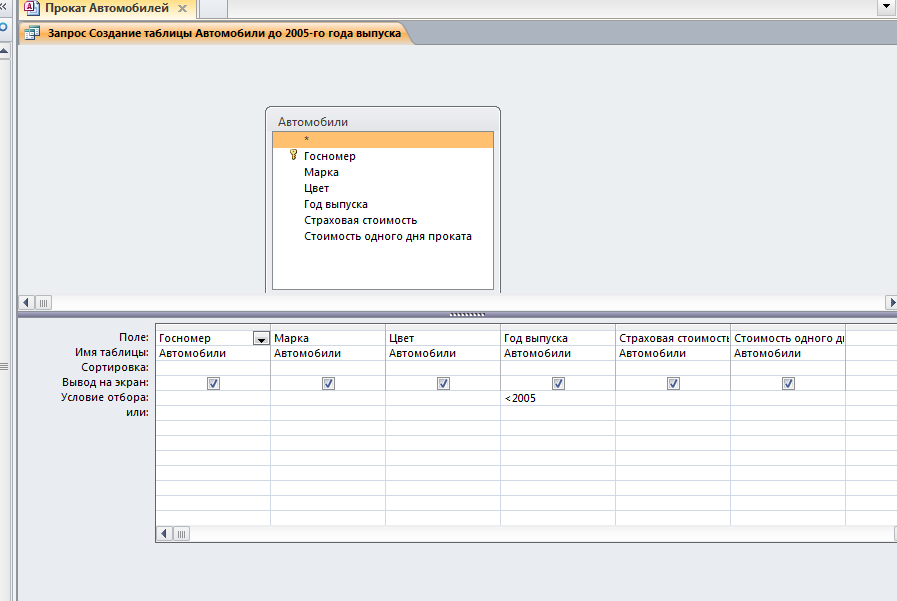 Прокат Автомобилей
Запрос Создание таблицы Автомобили до 2005-го года выпуска
Автомобили
*
Госномер
Марка
Цвет
Год выпуска
Страховая стоимость
Стоимость одного дня проката
Поле: Госномер Марка Цвет Год выпуска Страховая стоимость Стоимость одного д
Имя таблицы: Автомобили Автомобили Автомобили Автомобили Автомобили Автомобили
Сортировка:
Вывод на экран:
Условие отбора: <2005
или: